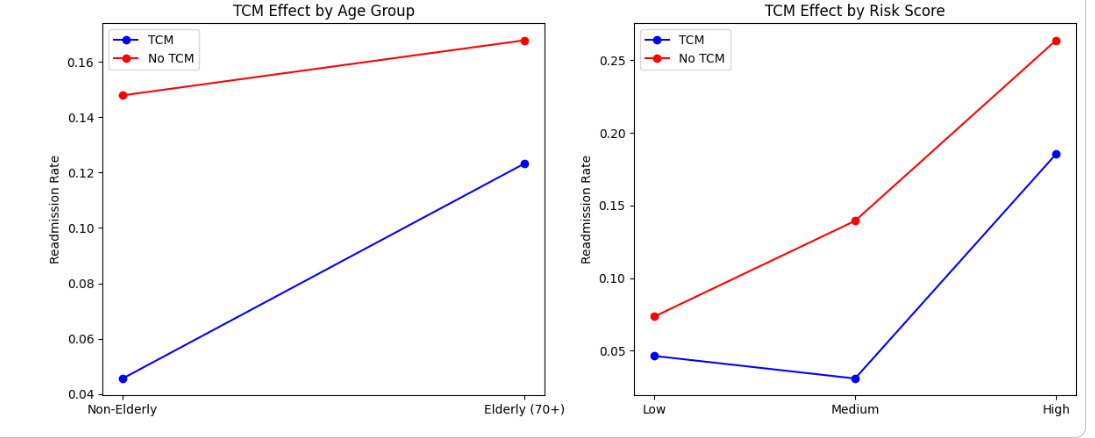 TCM Effect by Age Group
TCM
No TCM
Readmission Rate
0.16
0.14
0.12
0.10
0.08
0.06
0.04
Non-Elderly
Elderly (70+)
TCM Effect by Risk Score
TCM
No TCM
Readmission Rate
0.25
0.20
0.15
0.10
0.05
Low
Medium
High